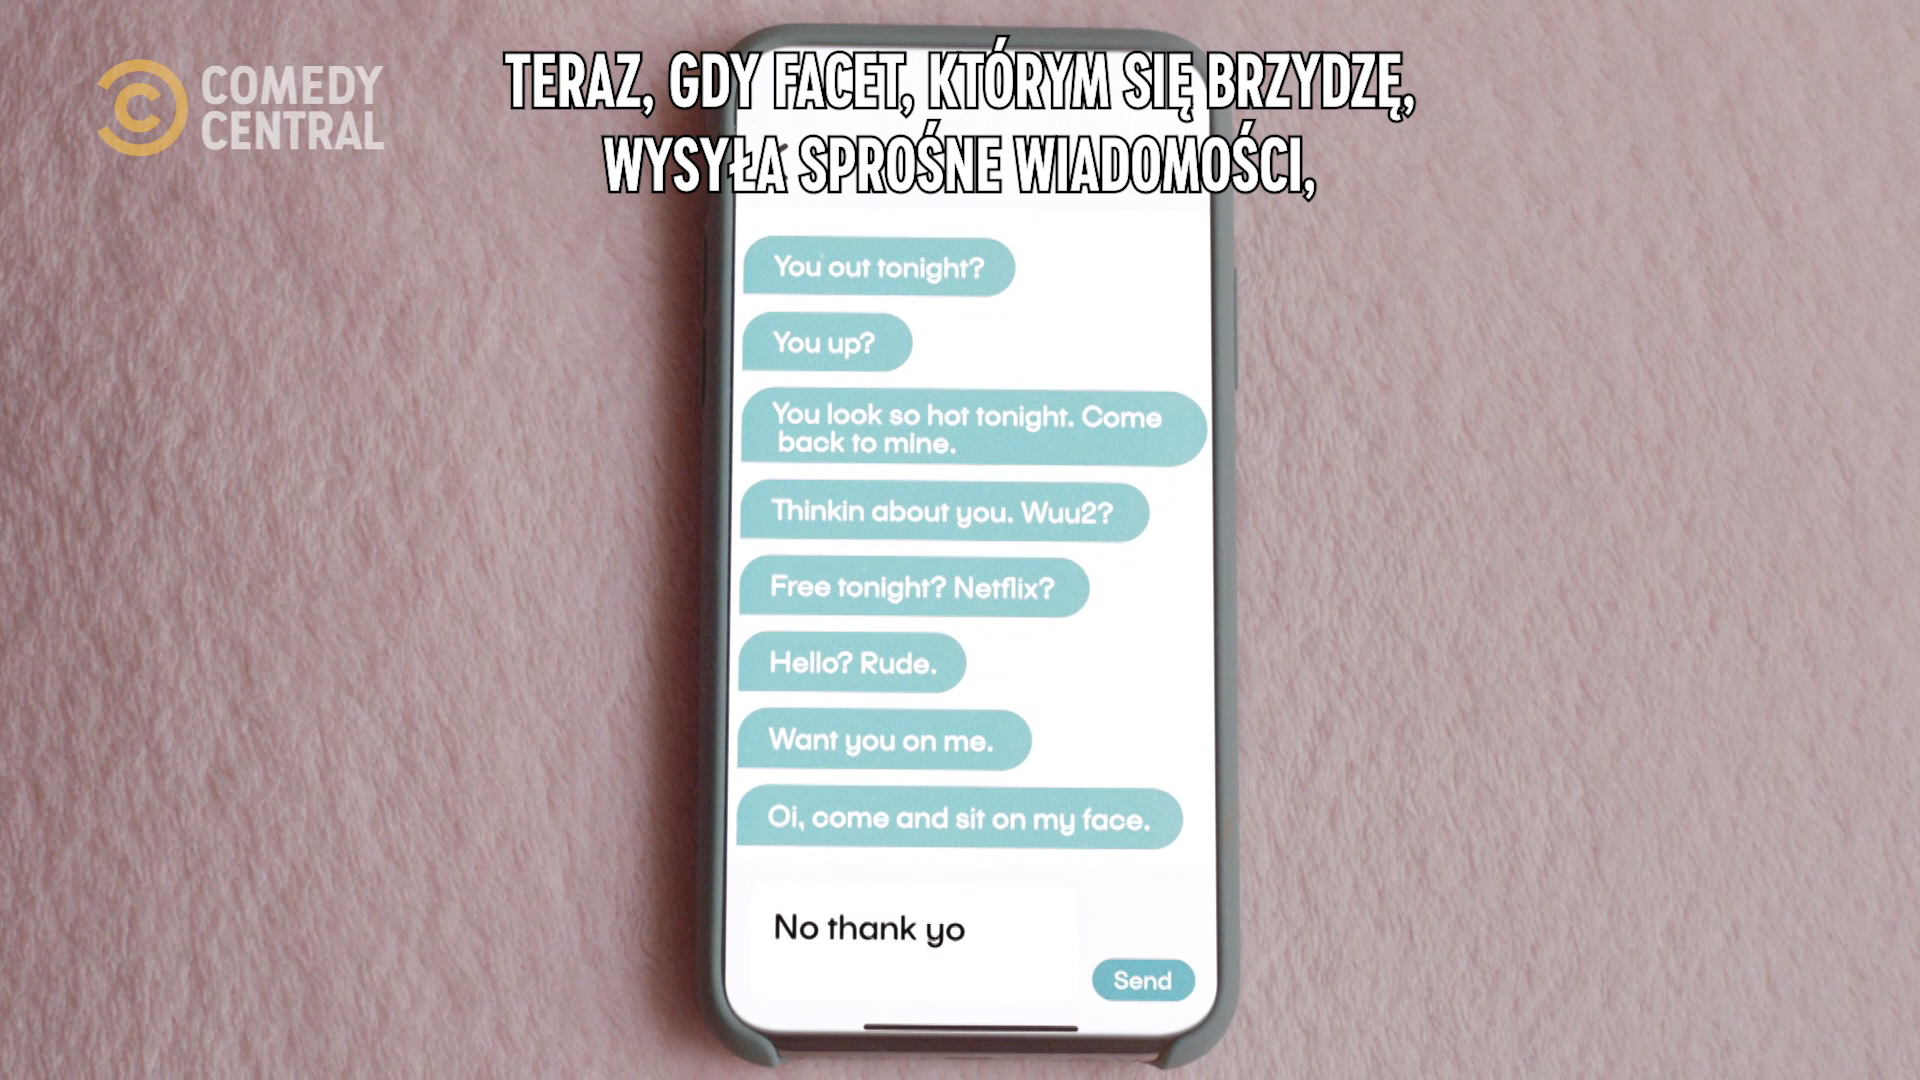 COMEDY
CENTRAL
TERAZ, GDY FACET, KTÓRYM SIĘ BRZYDZĘ,
WYSYŁA SPROŚNE WIADOMOŚCI,
You out tonight?
You up?
You look so hot tonight. Come
back to mine.
Thinkin about you. Wuu2?
Free tonight? Netflix?
Hello? Rude.
Want you on me.
Oi, come and sit on my face.
No thank yo
Send